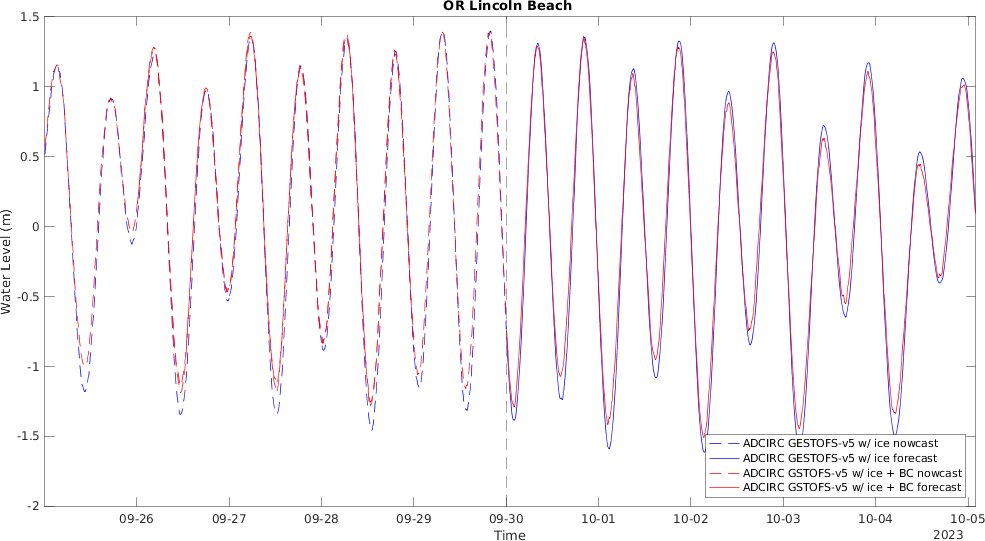 OR Lincoln Beach
1.5
1
0.5
0
-0.5
-1
-1.5
-2
Water Level (m)
09-26
09-27
09-28
09-29
09-30
10-01
10-02
10-03
10-04
10-05
Time
2023
ADCIRC GESTOFS-v5 w/ ice nowcast
ADCIRC GESTOFS-v5 w/ ice forecast
ADCIRC GSTOFS-v5 w/ ice + BC nowcast
ADCIRC GSTOFS-v5 w/ ice + BC forecast